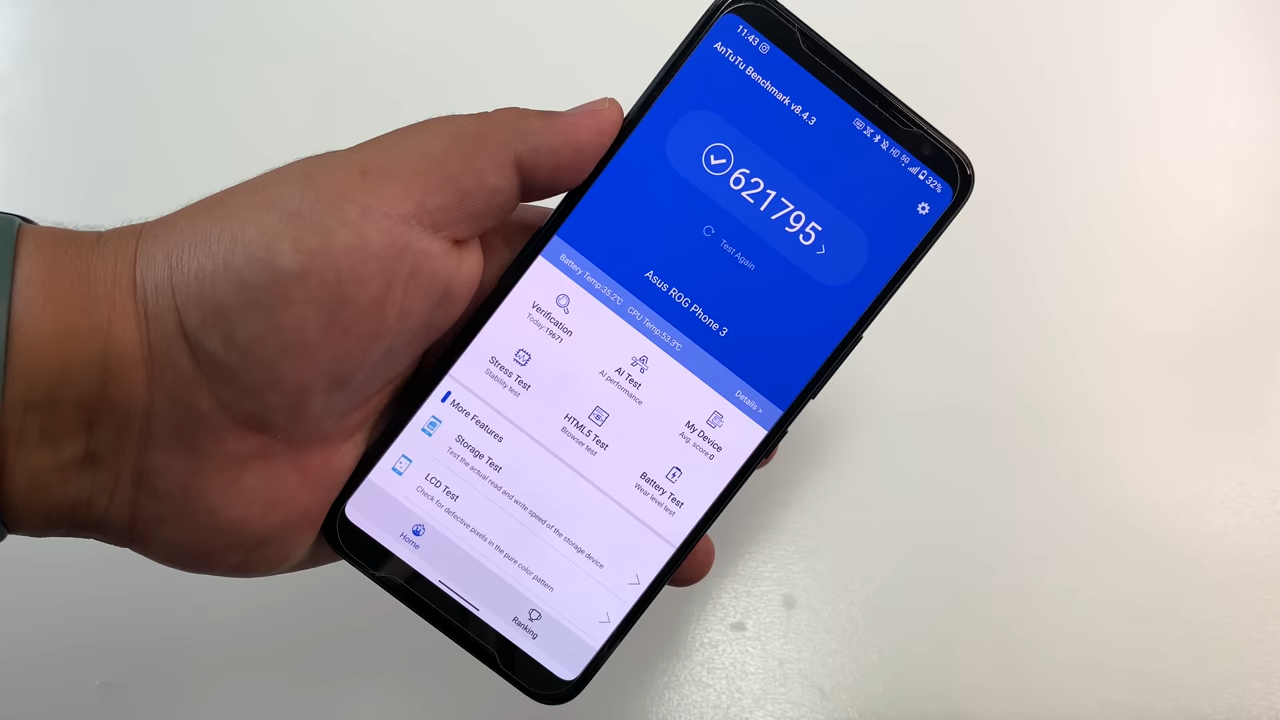 11:43
HD 5G 32%
AnTuTu Benchmark v8.4.3
621795
Test Again
Asus ROG Phone 3
Battery Temp:35.2℃ CPU Temp:53.3℃
Details >
Verification
Today:19671
AI Test
AI performance
My Device
Avg. score:0
Stress Test
Stability test
HTML5 Test
Browser test
Battery Test
Wear level test
More Features
Storage Test
Test the actual read and write speed of the storage device
LCD Test
Check for defective pixels in the pure color pattern
Home
Ranking